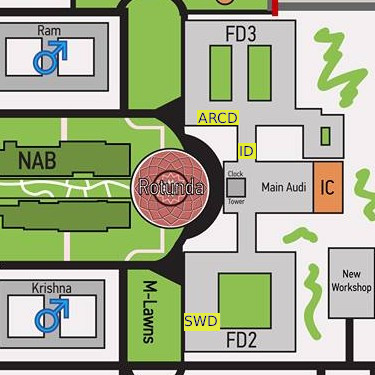 Ram
FD3
ARCD
ID
NAB
Rotunda
Clock
Tower
Main Audi
IC
Krishna
M-Lawns
SWD
FD2
New
Workshop